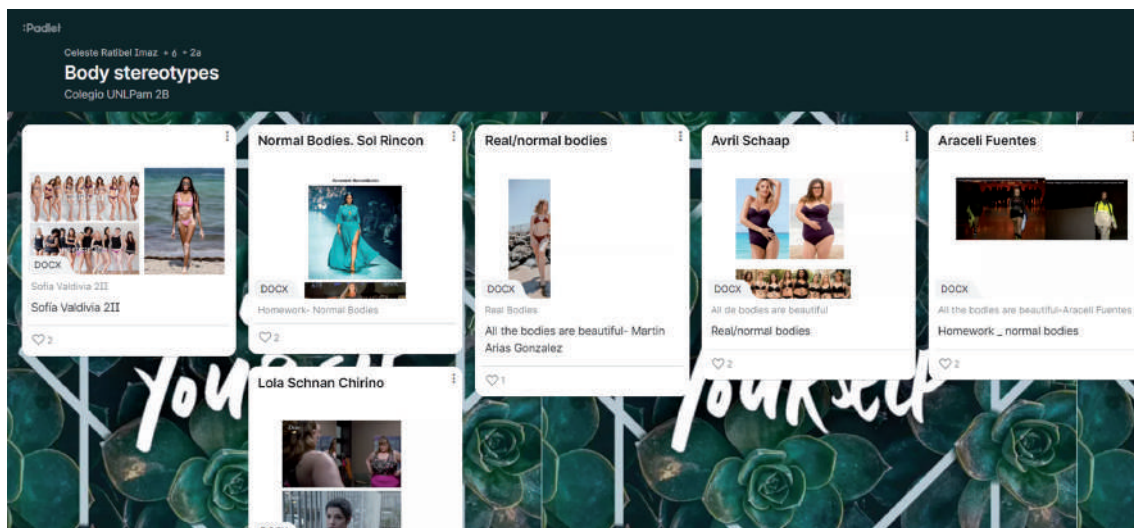 :Padlet
Celeste Ratibel Imaz + 6 • 2a
Body stereotypes
Colegio UNLPam 2B
DOCX
Sofia Valdivia 2II
Sofía Valdivia 2II
2
Normal Bodies. Sol Rincon
DOCX
Homework- Normal Bodies
2
Lola Schnan Chirino
DOCX
Real/normal bodies
DOCX
Real Bodies
All the bodies are beautiful- Martin
Arias Gonzalez
1
Avril Schaap
DOCX
All de bodies are beautiful
Real/normal bodies
2
Araceli Fuentes
DOCX
All the bodies are beautiful-Araceli Fuentes
Homework _ normal bodies
2
YOURSELF